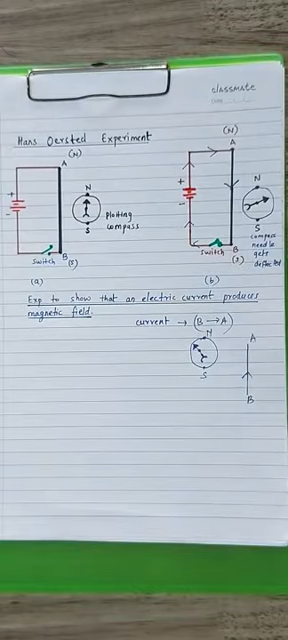 CLASSMATE
Hans Oersted Experiment
(N)
A
+
-
N
S
Plotting
compass
Switch
B
(S)
(a)
(N)
A
+
-
N
S
compass
needle
gets
deflected
Switch
B
(S)
(b)
Exp to show that an electric current produces
magnetic field.
current → (B → A)
N
S
A
B